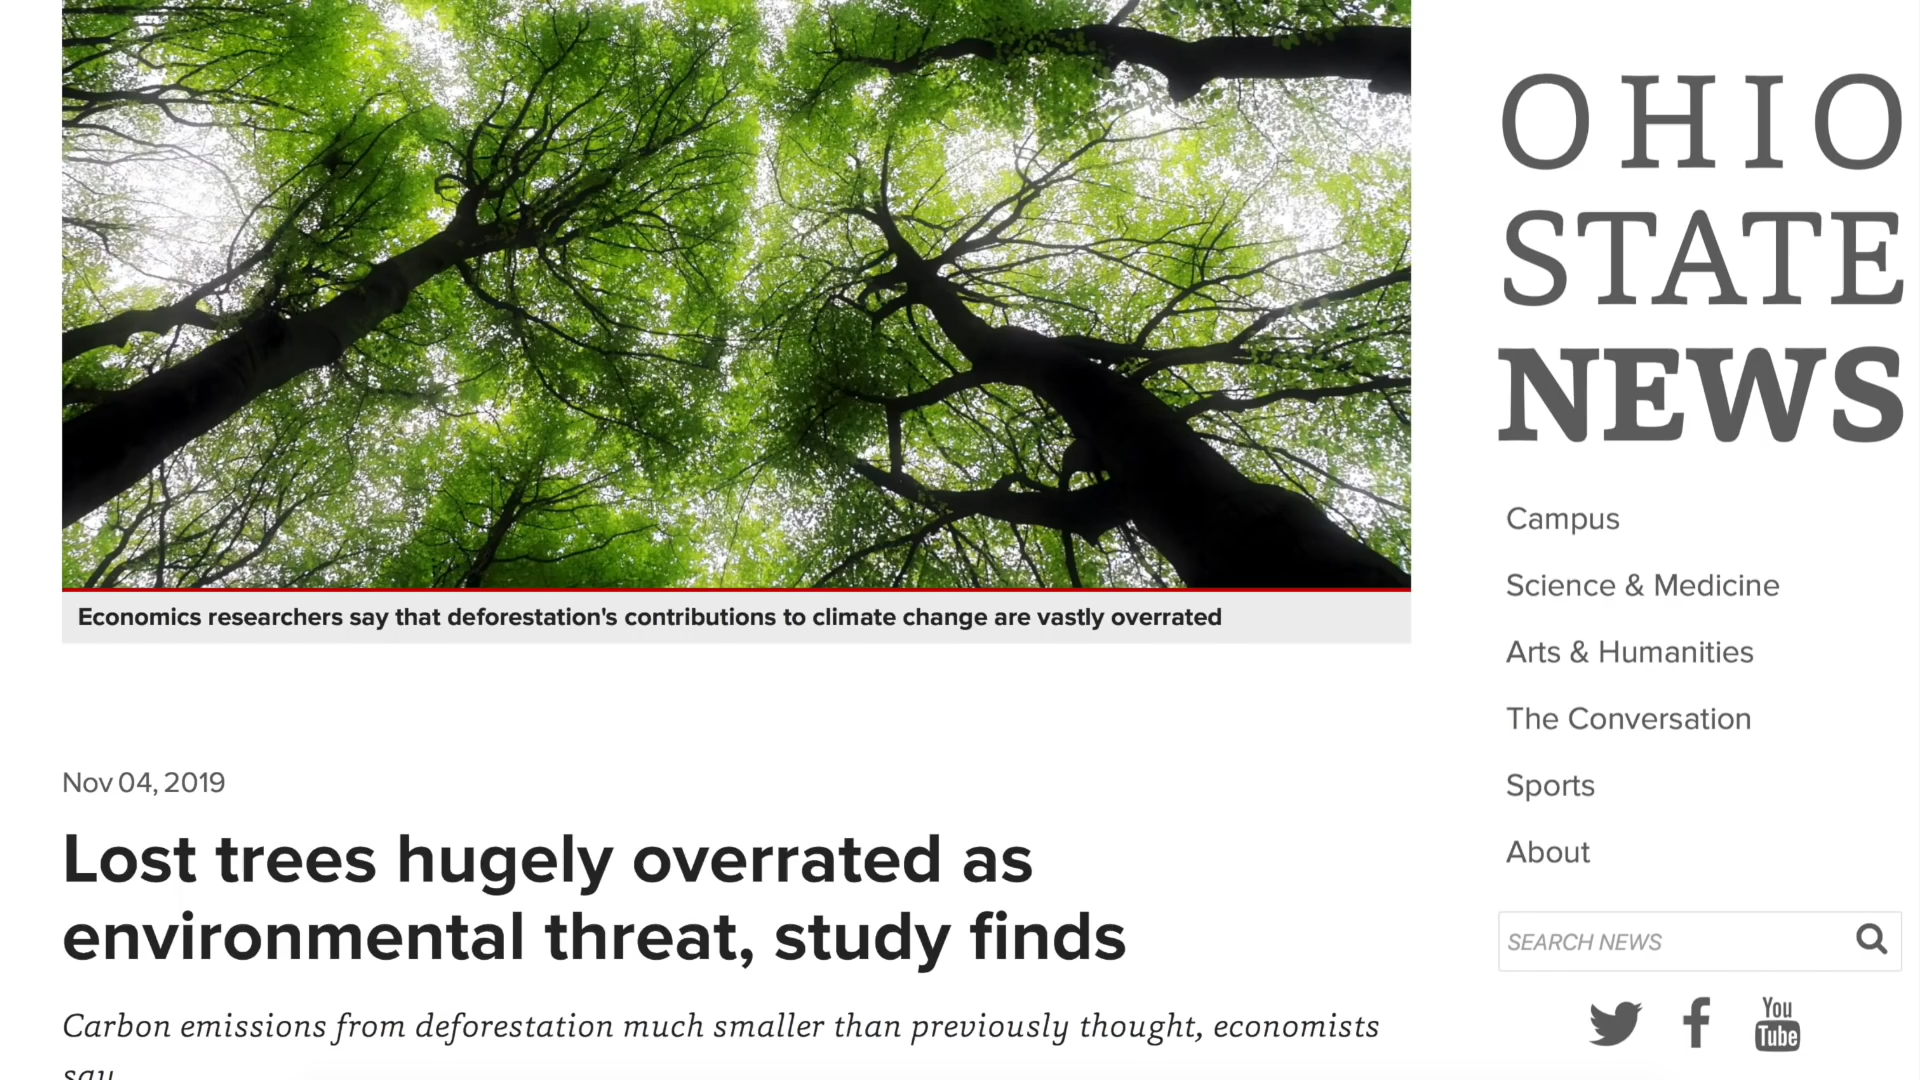 Economics researchers say that deforestation's contributions to climate change are vastly overrated
Nov 04, 2019
Lost trees hugely overrated as
environmental threat, study finds
Carbon emissions from deforestation much smaller than previously thought, economists
say
OHIO
STATE
NEWS
Campus
Science & Medicine
Arts & Humanities
The Conversation
Sports
About
SEARCH NEWS
You
Tube